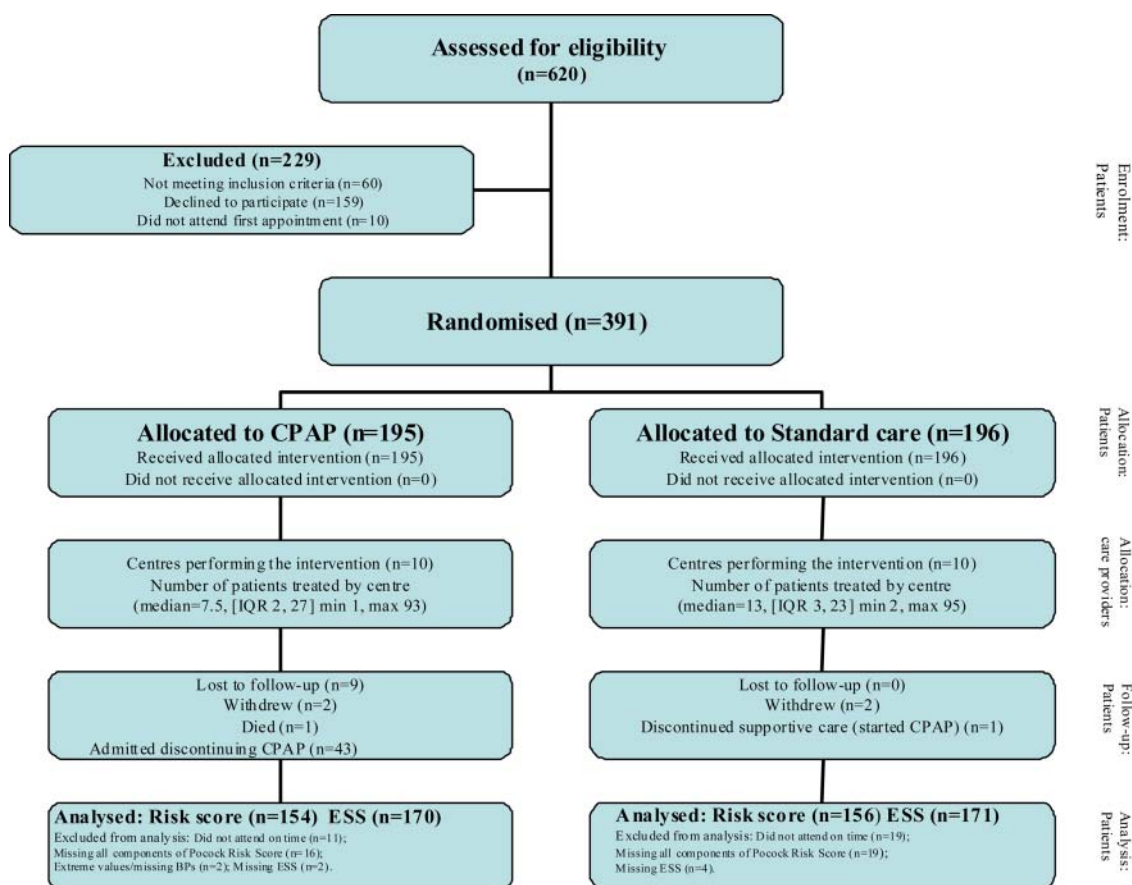 Assessed for eligibility
(n=620)
Excluded (n=229)
Not meeting inclusion criteria (n=60)
Declined to participate (n=159)
Did not attend first appointment (n=10)
Enrolment:
Patients
Randomised (n=391)
Allocated to CPAP (n=195)
Received allocated intervention (n=195)
Did not receive allocated intervention (n=0)
Allocated to Standard care (n=196)
Received allocated intervention (n=196)
Did not receive allocated intervention (n=0)
Allocation:
Patients
Centres performing the intervention (n=10)
Number of patients treated by centre
(median=7.5, [IQR 2, 27] min 1, max 93)
Centres performing the intervention (n=10)
Number of patients treated by centre
(median=13, [IQR 3, 23] min 2, max 95)
Allocation:
care providers
Lost to follow-up (n=9)
Withdrew (n=2)
Died (n=1)
Admitted discontinuing CPAP (n=43)
Lost to follow-up (n=0)
Withdrew (n=2)
Discontinued supportive care (started CPAP) (n=1)
Follow-up:
Patients
Analysed: Risk score (n=154) ESS (n=170)
Excluded from analysis: Did not attend on time (n=11);
Missing all components of Pocock Risk Score (n=16);
Extreme values/missing BPs (n=2); Missing ESS (n=2).
Analysed: Risk score (n=156) ESS (n=171)
Excluded from analysis: Did not attend on time (n=19);
Missing all components of Pocock Risk Score (n=19);
Missing ESS (n=4).
Analysis:
Patients